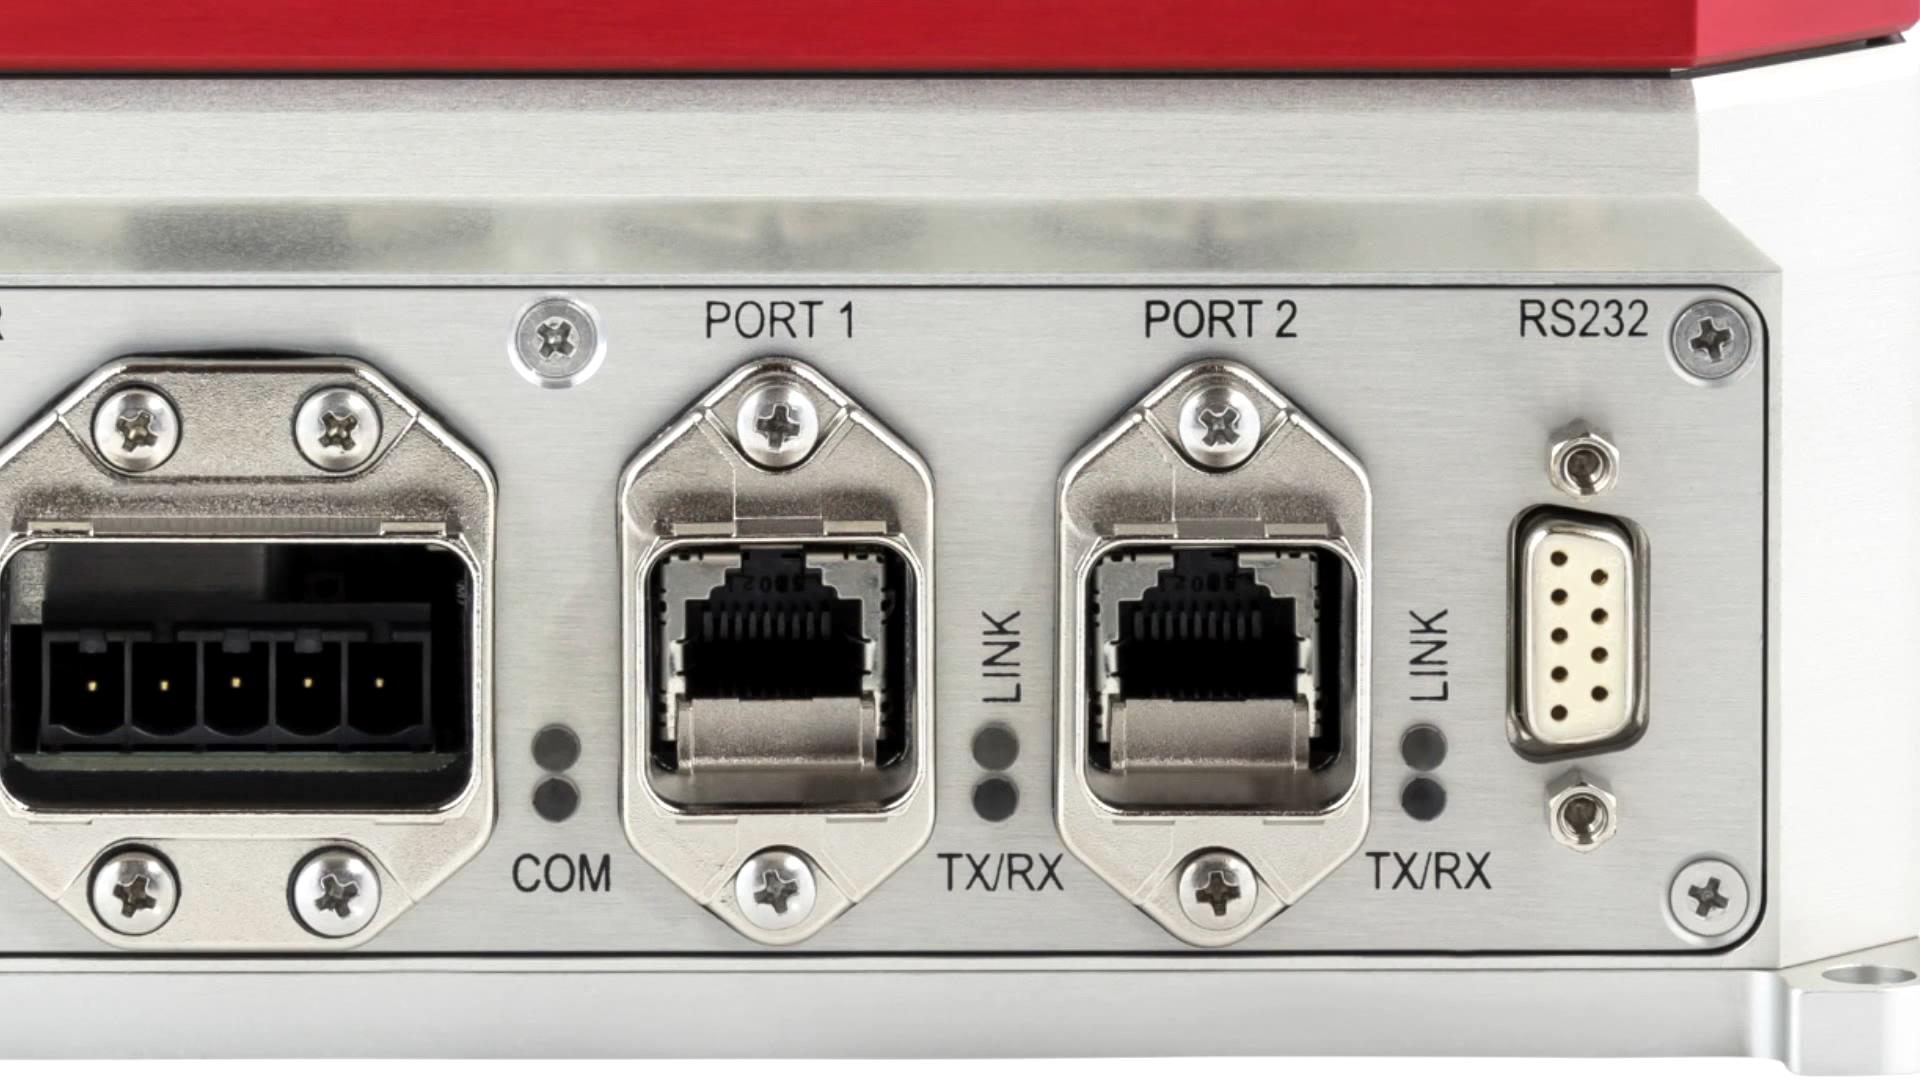 PORT 1
PORT 2
RS232
LINK
LINK
COM
TX/RX
TX/RX